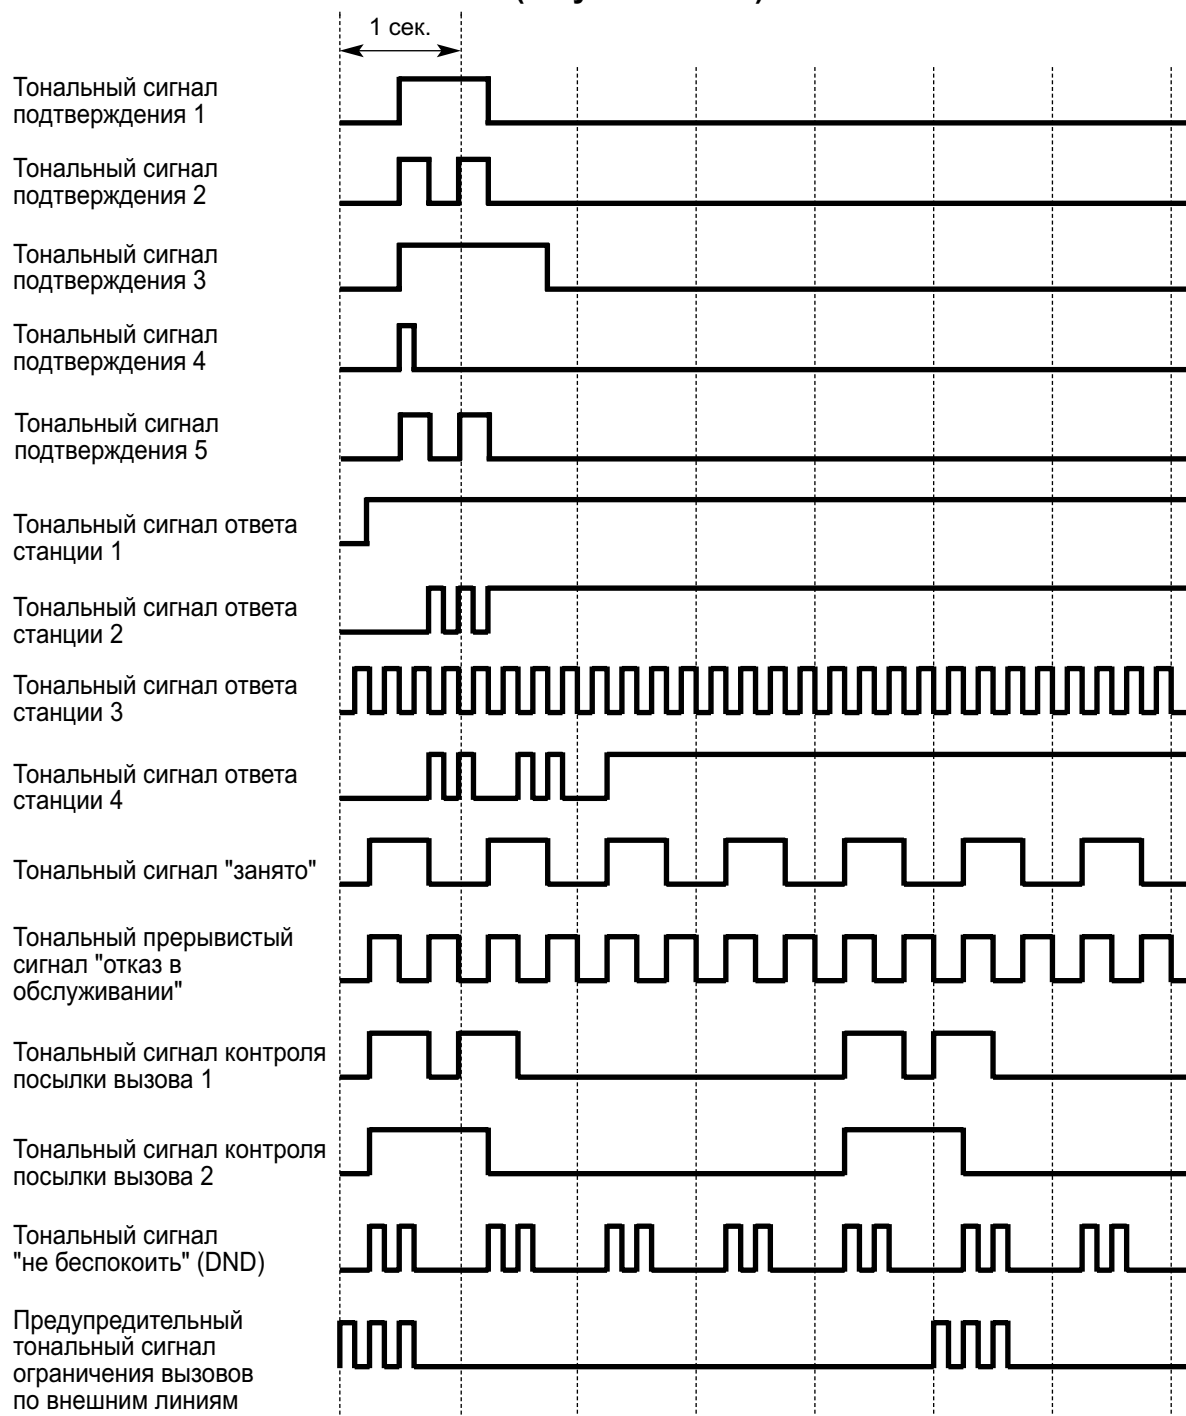 1 сек.
Тональный сигнал
подтверждения 1
Тональный сигнал
подтверждения 2
Тональный сигнал
подтверждения 3
Тональный сигнал
подтверждения 4
Тональный сигнал
подтверждения 5
Тональный сигнал ответа
станции 1
Тональный сигнал ответа
станции 2
Тональный сигнал ответа
станции 3
Тональный сигнал ответа
станции 4
Тональный сигнал "занято"
Тональный прерывистый
сигнал "отказ в
обслуживании"
Тональный сигнал контроля
посылки вызова 1
Тональный сигнал контроля
посылки вызова 2
Тональный сигнал
"не беспокоить" (DND)
Предупредительный
тональный сигнал
ограничения вызовов
по внешним линиям